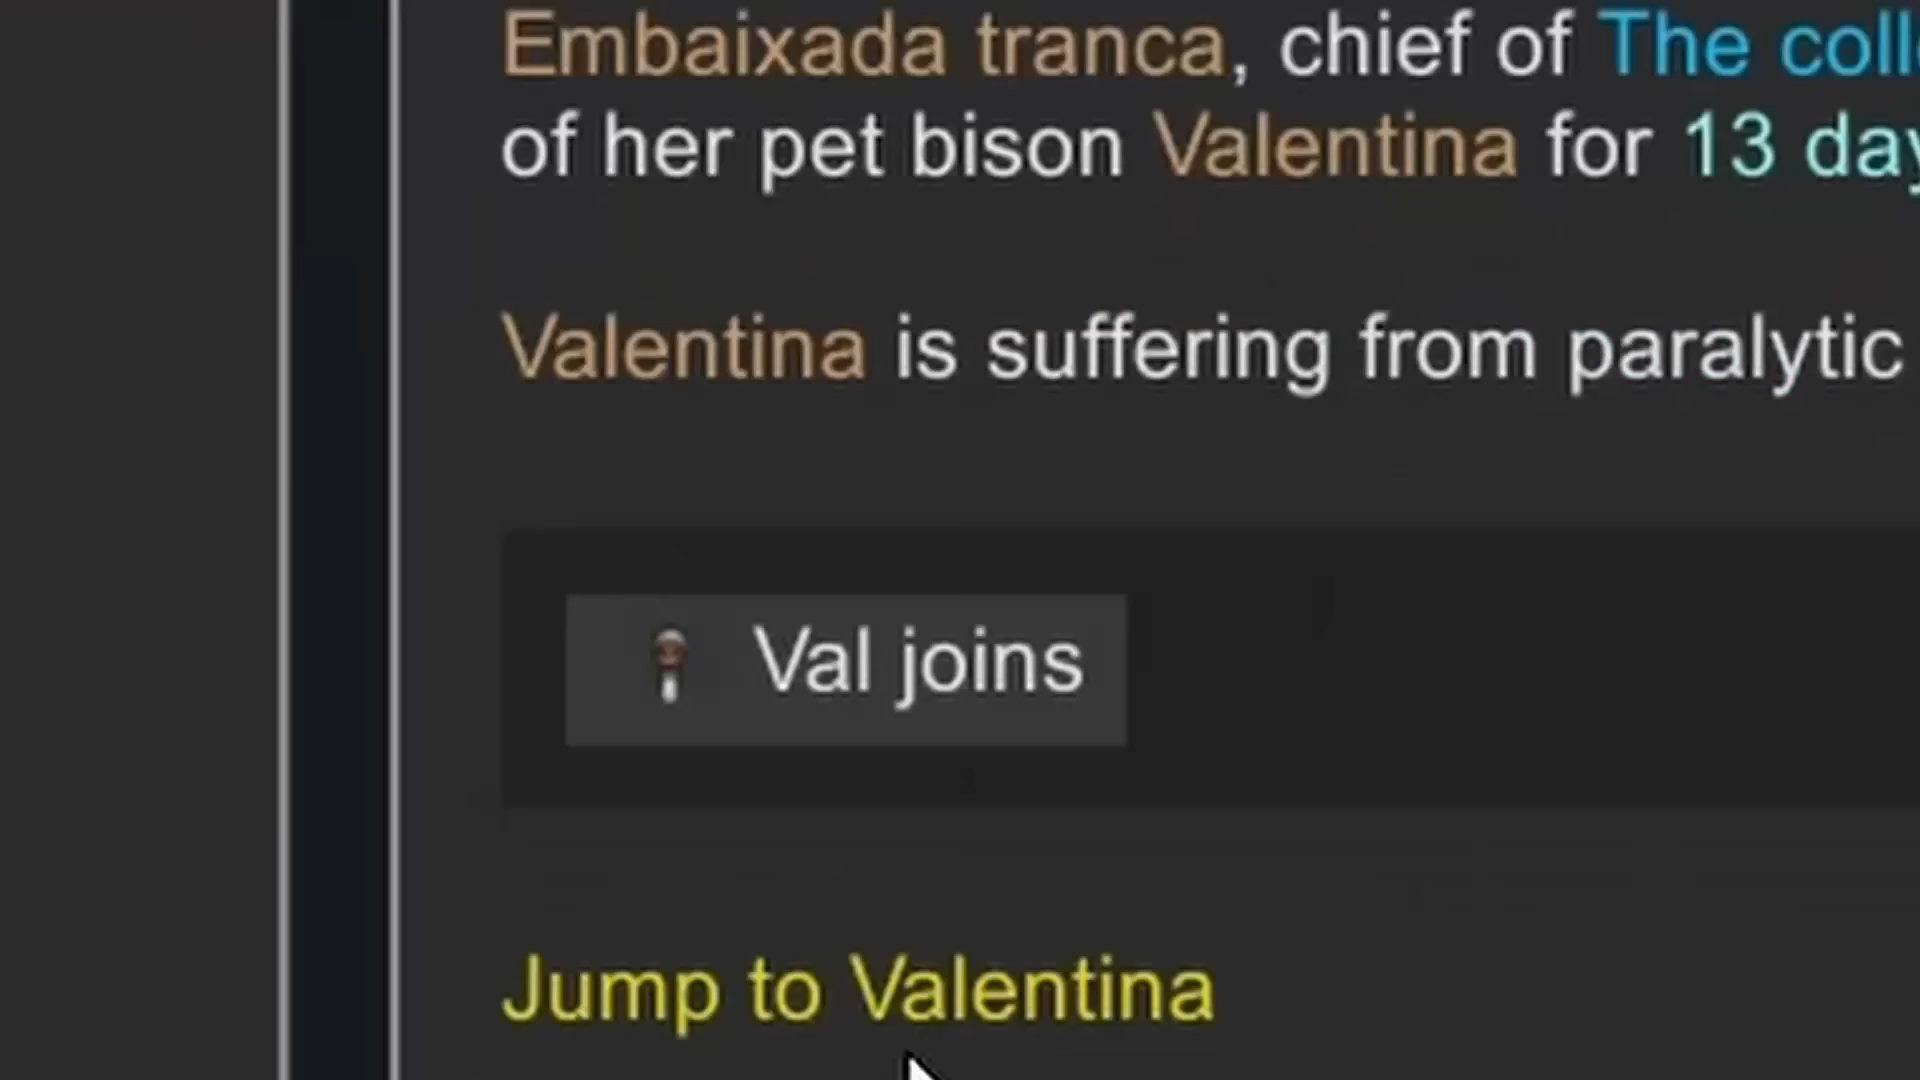 Embaixada tranca, chief of The
of her pet bison Valentina for 13
Valentina is suffering from paralytic
Val joins
Jump to Valentina